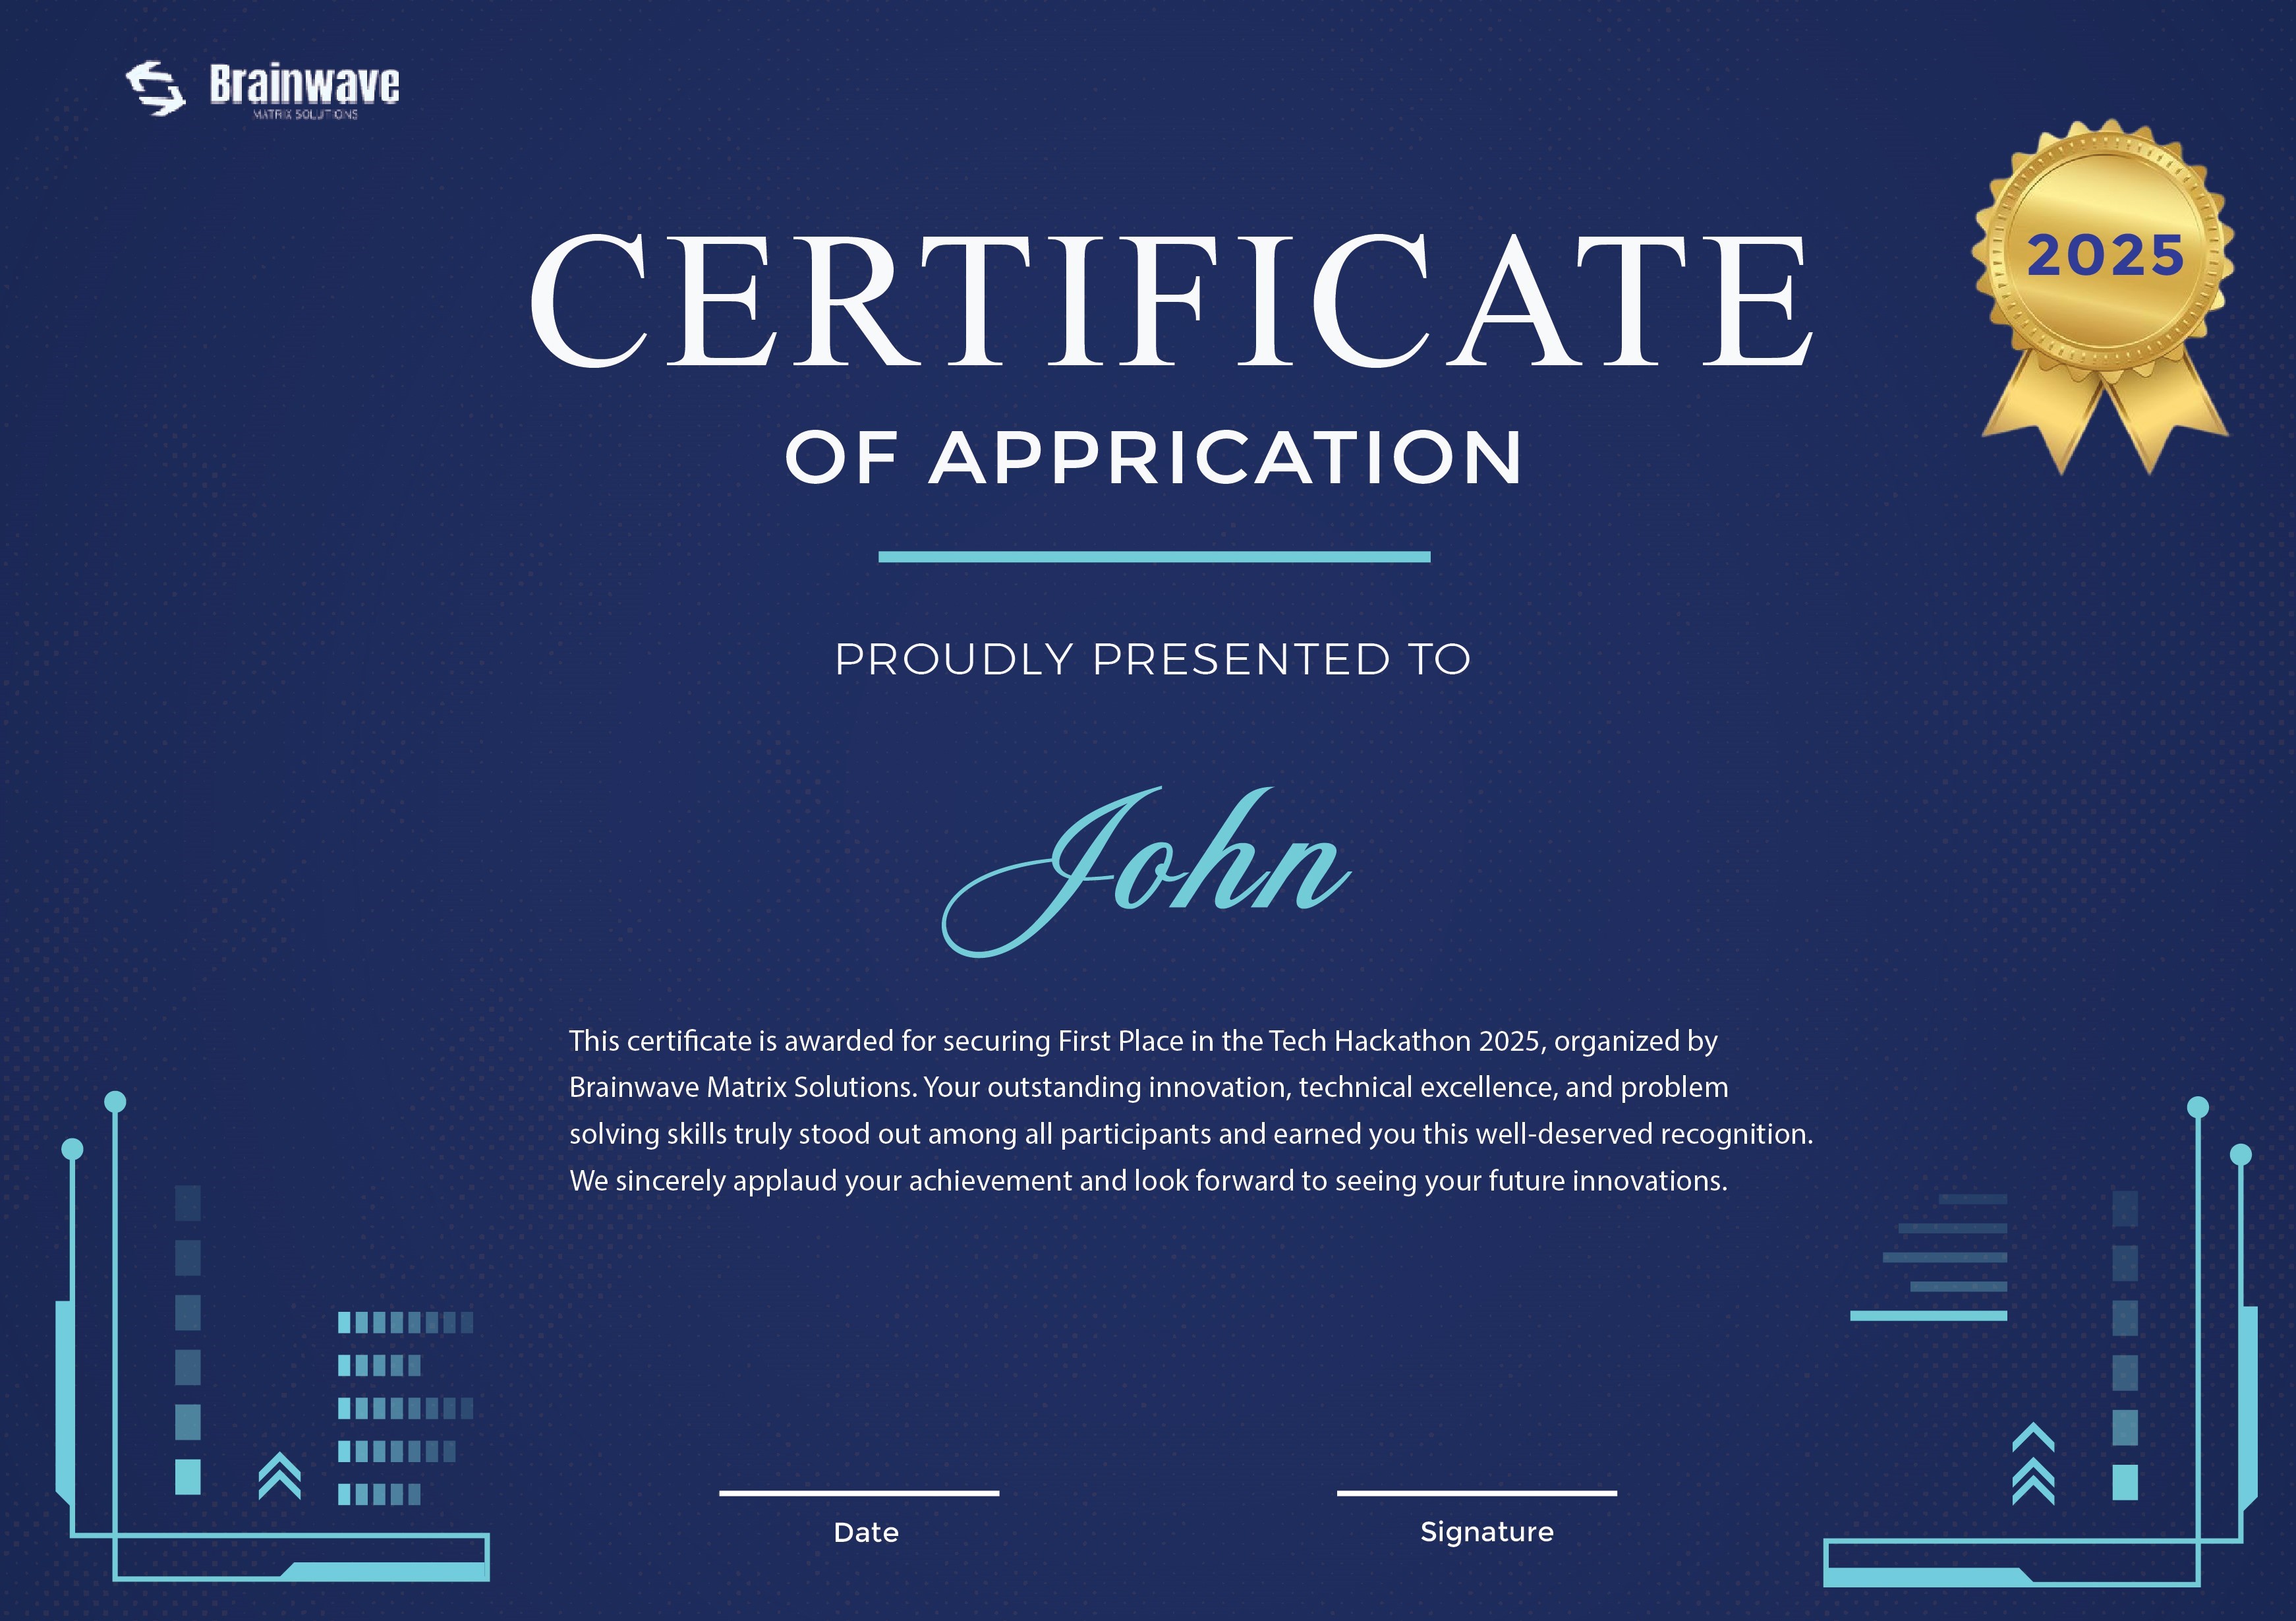 Brainwave
MATRIX SOLUTIONS
2025
CERTIFICATE
OF APPRICATION
PROUDLY PRESENTED TO
John
This certificate is awarded for securing First Place in the Tech Hackathon 2025, organized by
Brainwave Matrix Solutions. Your outstanding innovation, technical excellence, and problem
solving skills truly stood out among all participants and earned you this well-deserved recognition.
We sincerely applaud your achievement and look forward to seeing your future innovations.
Date
Signature